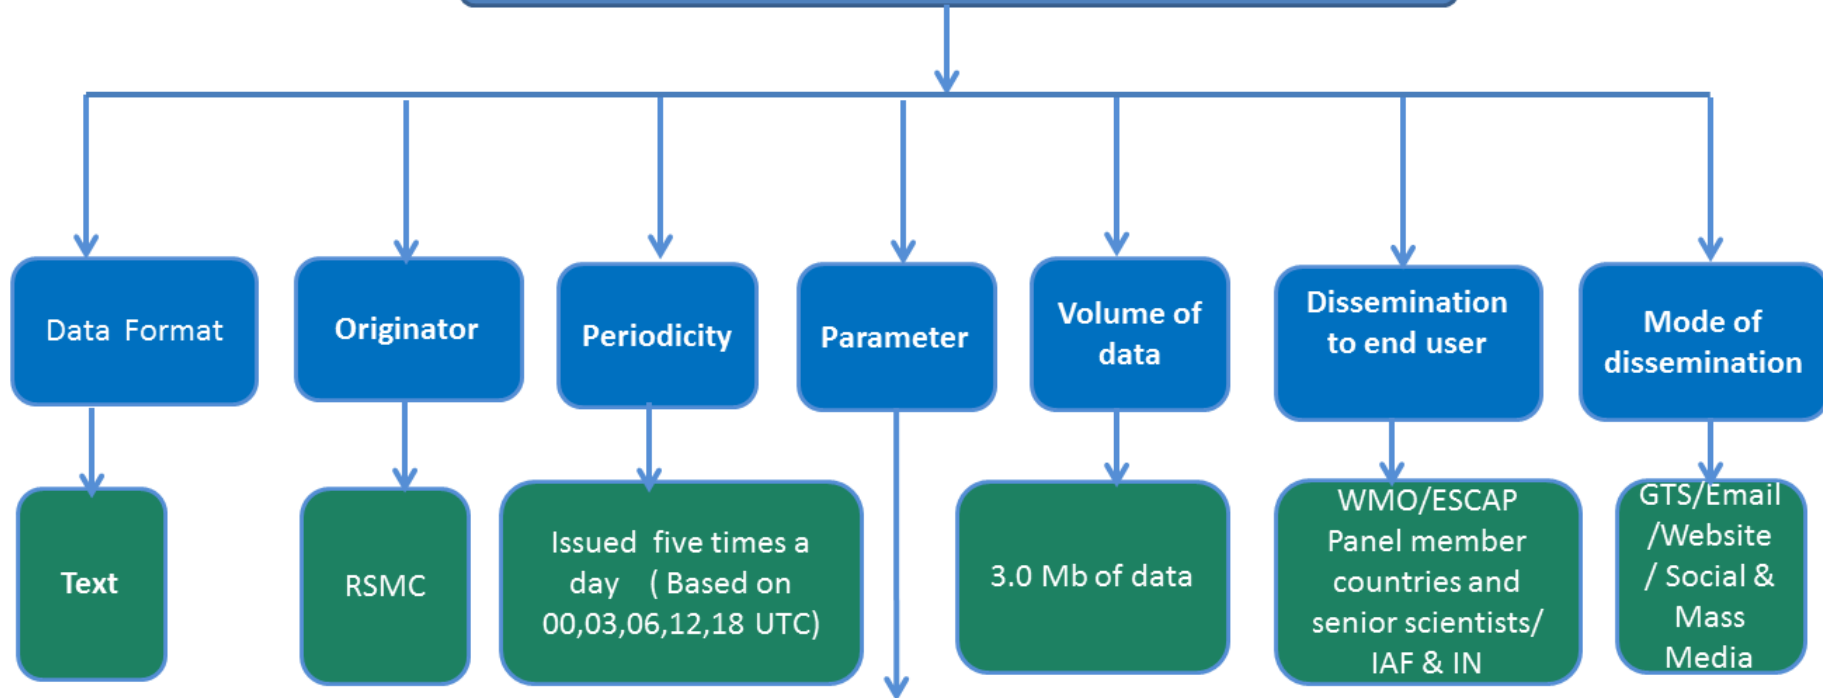 Data Format
Originator
Periodicity
Parameter
Volume of
data
Dissemination
to end user
Mode of
dissemination
Text
RSMC
Issued five times a
day ( Based on
00,03,06,12,18 UTC)
3.0 Mb of data
WMO/ESCAP
Panel member
countries and
senior scientists/
IAF & IN
GTS/Email
/Website
/ Social &
Mass
Media